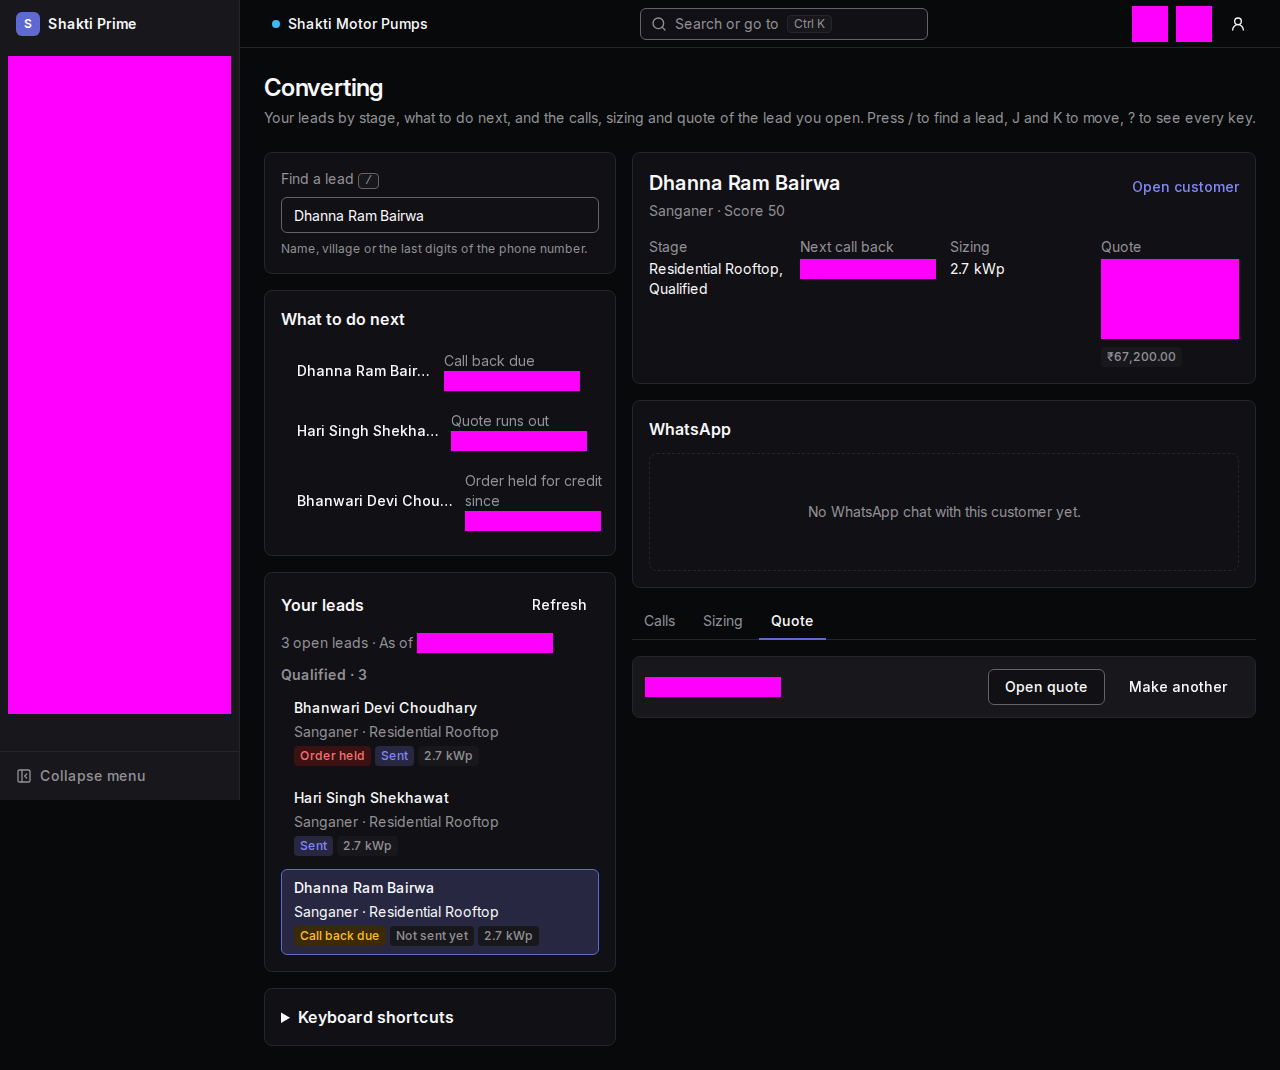 S Shakti Prime
Shakti Motor Pumps
Search or go to Ctrl K
Converting
Your leads by stage, what to do next, and the calls, sizing and quote of the lead you open. Press / to find a lead, J and K to move, ? to see every key.
Find a lead /
Dhanna Ram Bairwa
Name, village or the last digits of the phone number.
What to do next
Dhanna Ram Bair…
Call back due
Hari Singh Shekha…
Quote runs out
Bhanwari Devi Chou…
Order held for credit
since
Your leads
Refresh
3 open leads · As of
Qualified · 3
Bhanwari Devi Choudhary
Sanganer · Residential Rooftop
Order held Sent 2.7 kWp
Hari Singh Shekhawat
Sanganer · Residential Rooftop
Sent 2.7 kWp
Dhanna Ram Bairwa
Sanganer · Residential Rooftop
Call back due Not sent yet 2.7 kWp
Keyboard shortcuts
Dhanna Ram Bairwa
Open customer
Sanganer · Score 50
Stage
Residential Rooftop,
Qualified
Next call back
Sizing
2.7 kWp
Quote
₹67,200.00
WhatsApp
No WhatsApp chat with this customer yet.
Calls Sizing Quote
Open quote Make another
Collapse menu